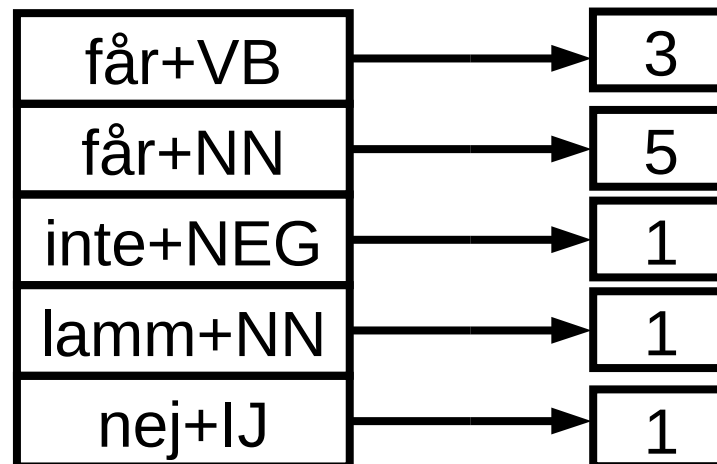 får+VB 3
får+NN 5
inte+NEG 1
lamm+NN 1
nej+IJ 1